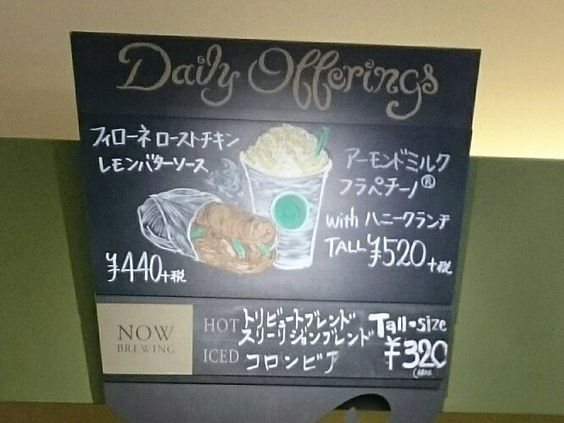 Daily Offerings
フィローネ ローストチキン
レモンバターソース
¥440+税
アーモンドミルク
フラペチーノ®
with ハニークランチ
TALL ¥520+税
NOW
BREWING
HOT トリビュートブレンド
スリーリジョンブレンド
ICED コロンビア
Tall・size
¥320